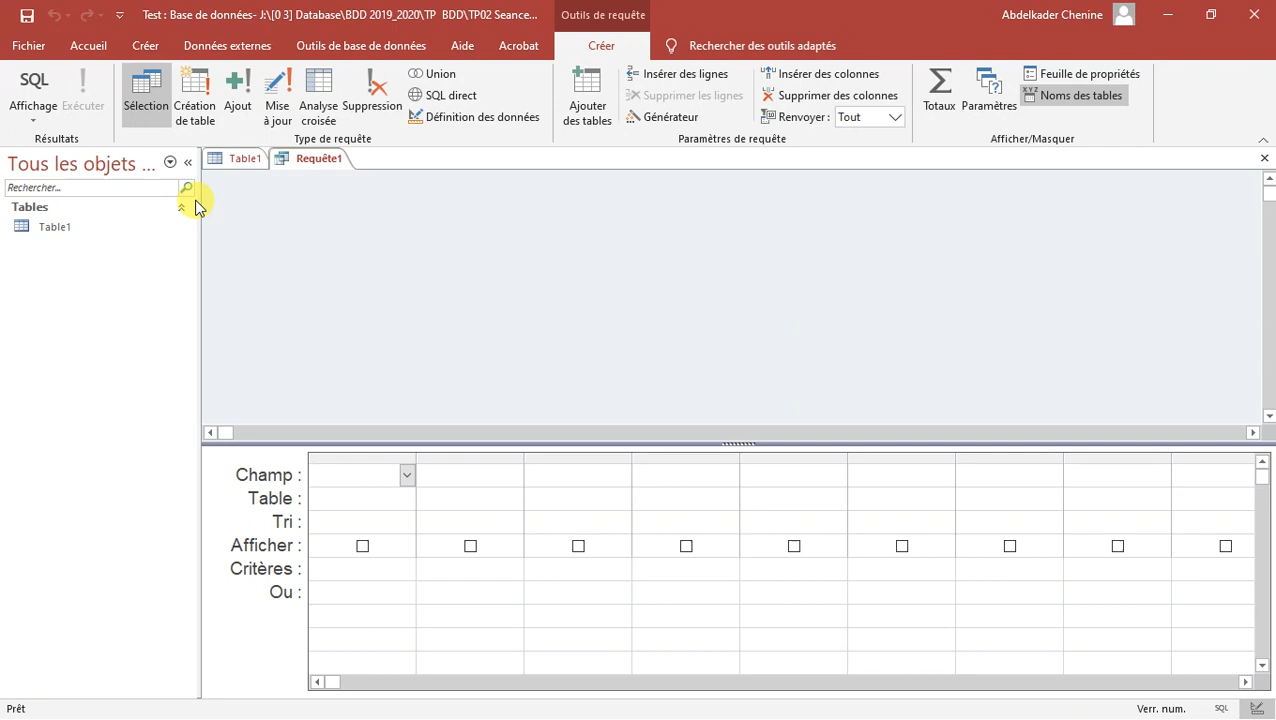 Test : Base de données- J:\[0 3] Database\BDD 2019_2020\TP BDD\TP02 Seance...
Outils de requête
Abdelkader Chenine
Fichier
Accueil
Créer
Données externes
Outils de base de données
Aide
Acrobat
Créer
Rechercher des outils adaptés
SQL
Affichage
Exécuter
Résultats
Sélection
Création
de table
Ajout
Mise
à jour
Analyse
croisée
Suppression
Union
SQL direct
Définition des données
Type de requête
Ajouter
des tables
Insérer des lignes
Supprimer les lignes
Générateur
Insérer des colonnes
Supprimer des colonnes
Renvoyer : Tout
Paramètres de requête
Totaux
Paramètres
Feuille de propriétés
XYZ Noms des tables
Afficher/Masquer
Tous les objets ...
Rechercher...
Tables
Table1
Table1
Requête1
Champ :
Table :
Tri :
Afficher :
Critères :
Ou :
Prêt
Verr. num.
SQL